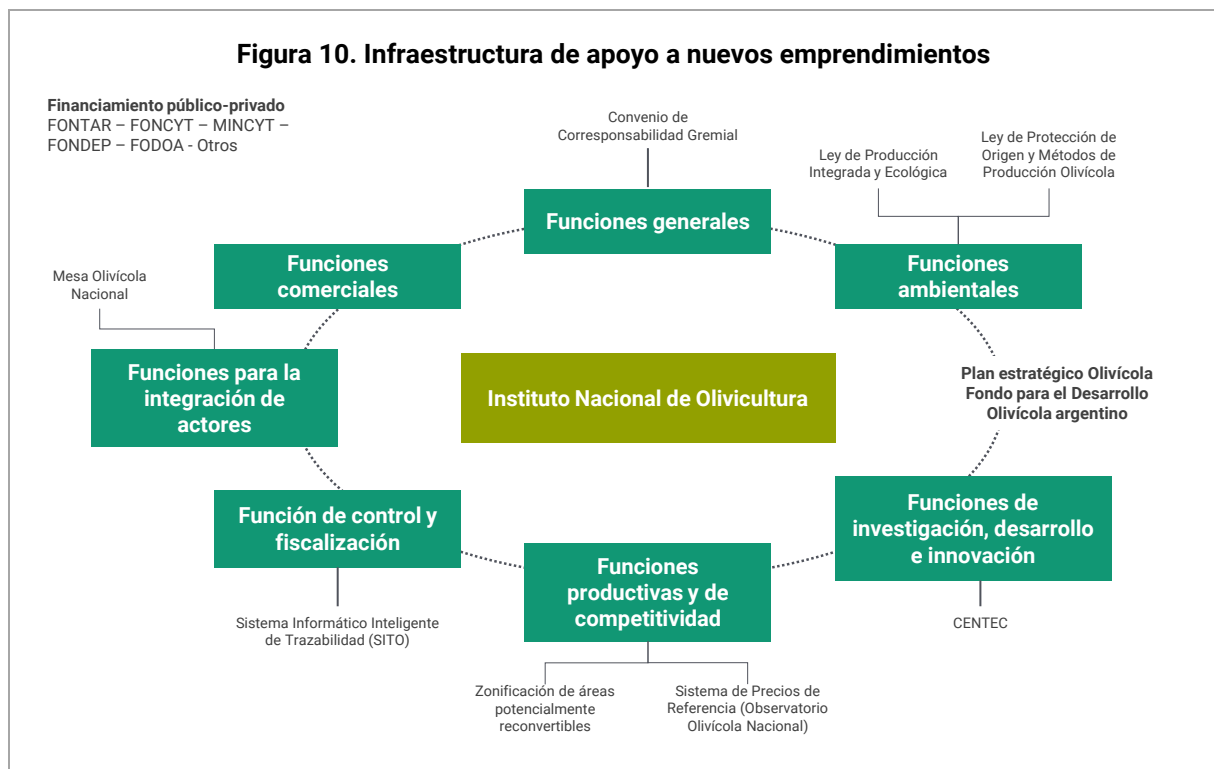 Figura 10. Infraestructura de apoyo a nuevos emprendimientos
Financiamiento público-privado
FONTAR – FONCYT – MINCYT –
FONDEP – FODOA - Otros
Convenio de
Corresponsabilidad Gremial
Ley de Producción
Integrada y Ecológica
Ley de Protección de
Origen y Métodos de
Producción Olivícola
Funciones generales
Funciones
comerciales
Funciones
ambientales
Mesa Olivícola
Nacional
Funciones para la
integración de
actores
Instituto Nacional de Olivicultura
Plan estratégico Olivícola
Fondo para el Desarrollo
Olivícola argentino
Función de control y
fiscalización
Funciones
productivas y de
competitividad
Funciones de
investigación, desarrollo
e innovación
Sistema Informático Inteligente
de Trazabilidad (SITO)
CENTEC
Zonificación de áreas
potencialmente
reconvertibles
Sistema de Precios de
Referencia (Observatorio
Olivícola Nacional)